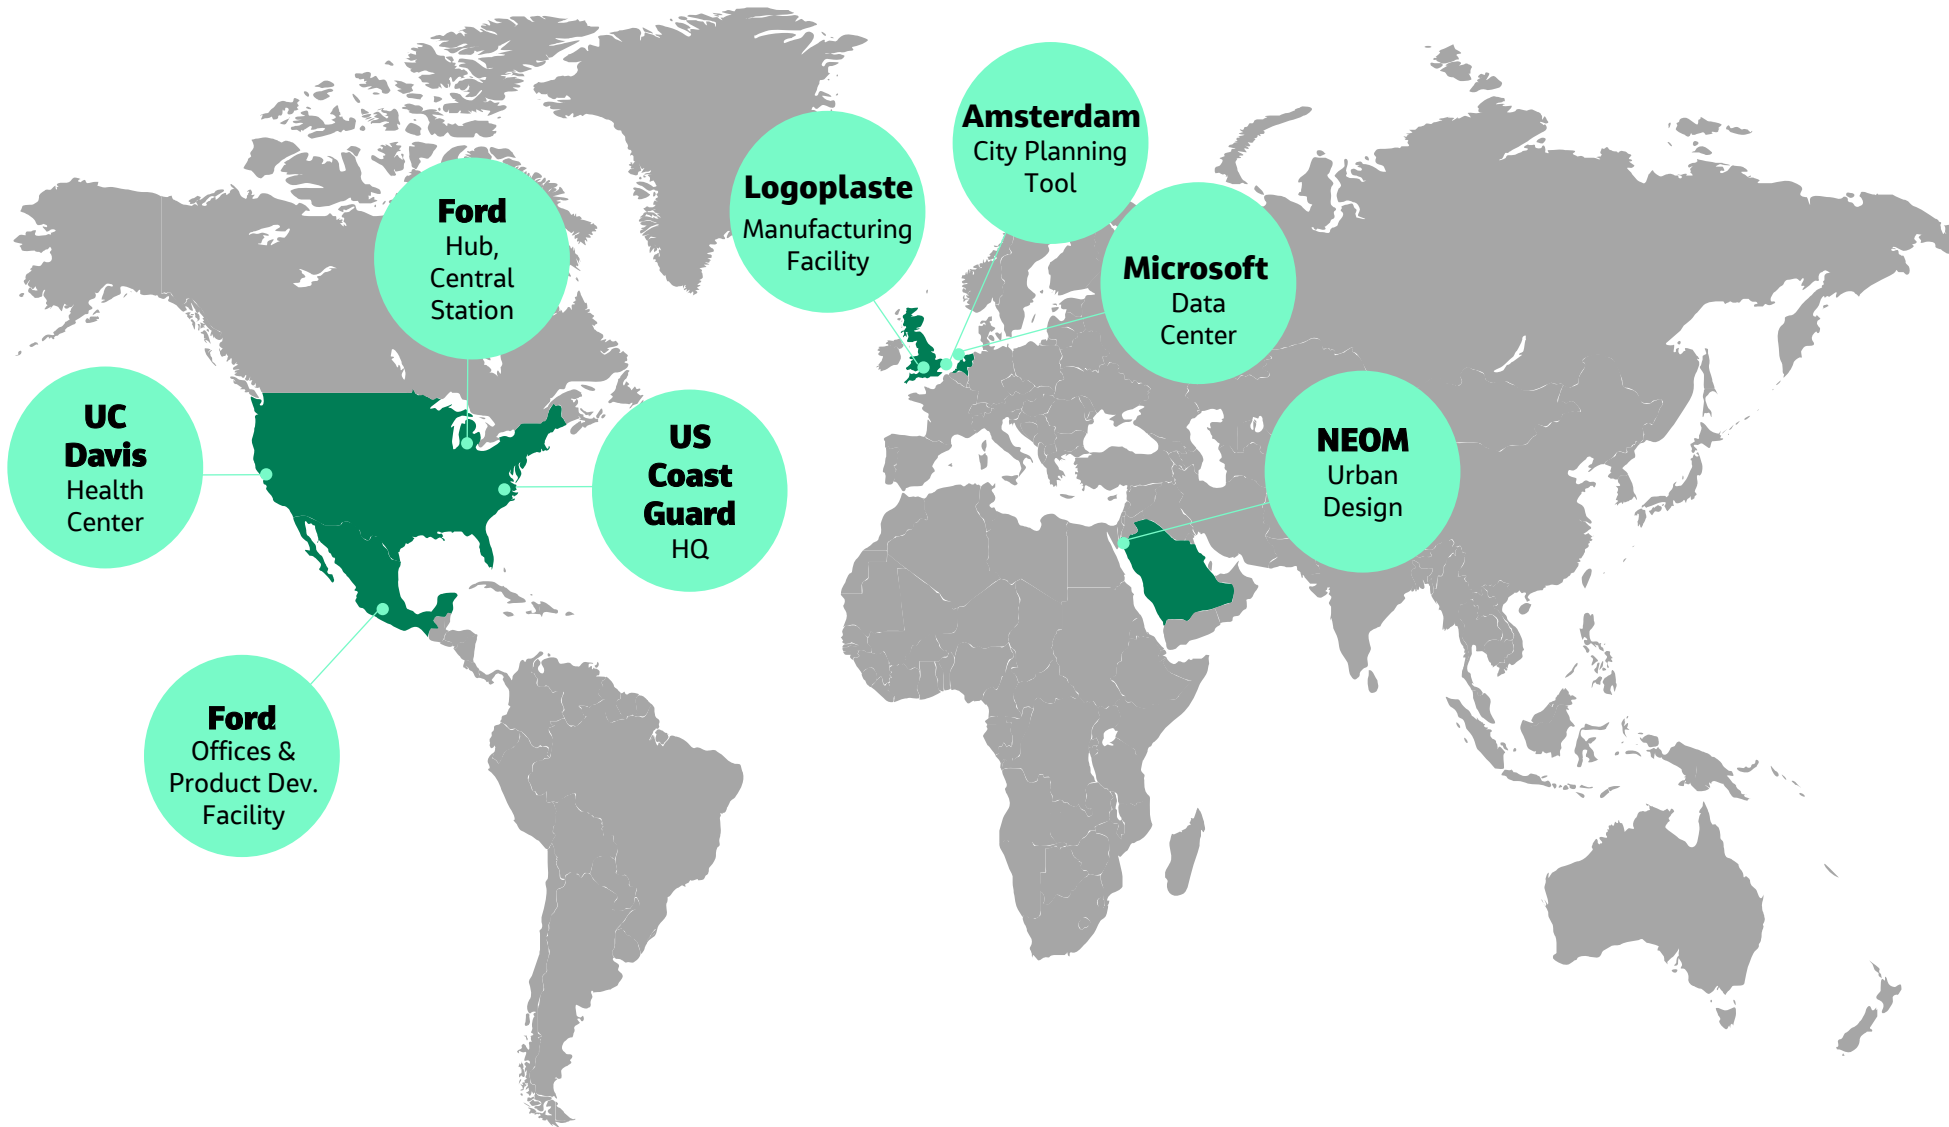 Amsterdam
City Planning
Tool
Logoplaste
Manufacturing
Facility
Ford
Hub,
Central
Station
Microsoft
Data
Center
UC
Davis
Health
Center
US
Coast
Guard
HQ
NEOM
Urban
Design
Ford
Offices &
Product Dev.
Facility